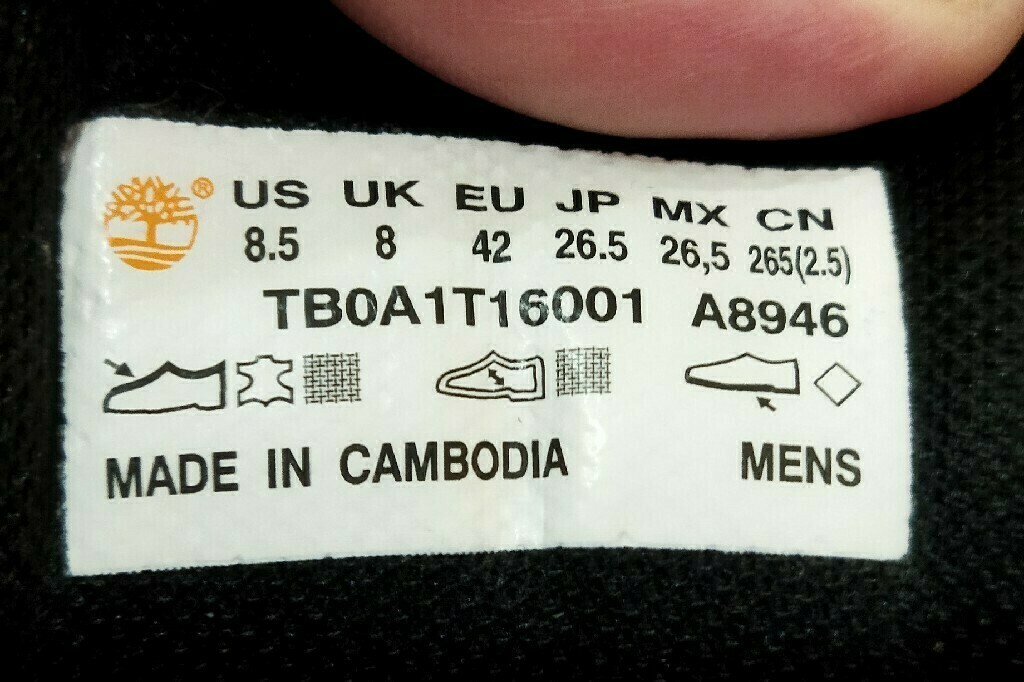 ® US UK EU JP MX CN
8.5 8 42 26.5 26,5 265(2.5)
TB0A1T16001 A8946
MADE IN CAMBODIA MENS